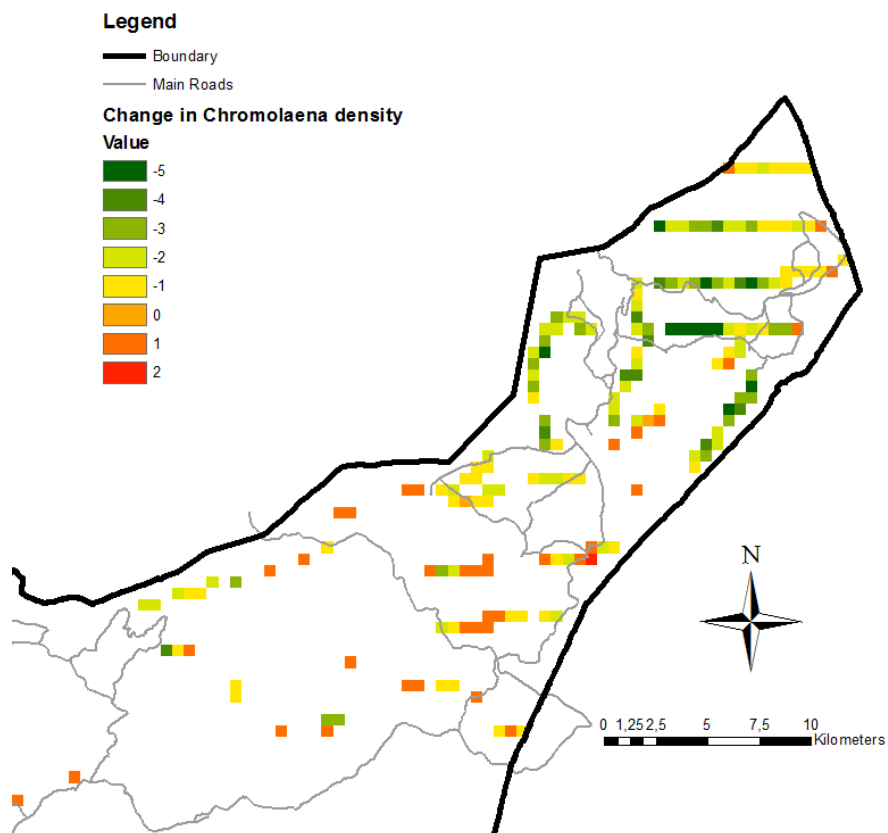 Legend
Boundary
Main Roads
Change in Chromolaena density
Value
-5
-4
-3
-2
-1
0
1
2
N
0 1,25 2,5 5 7,5 10
Kilometers